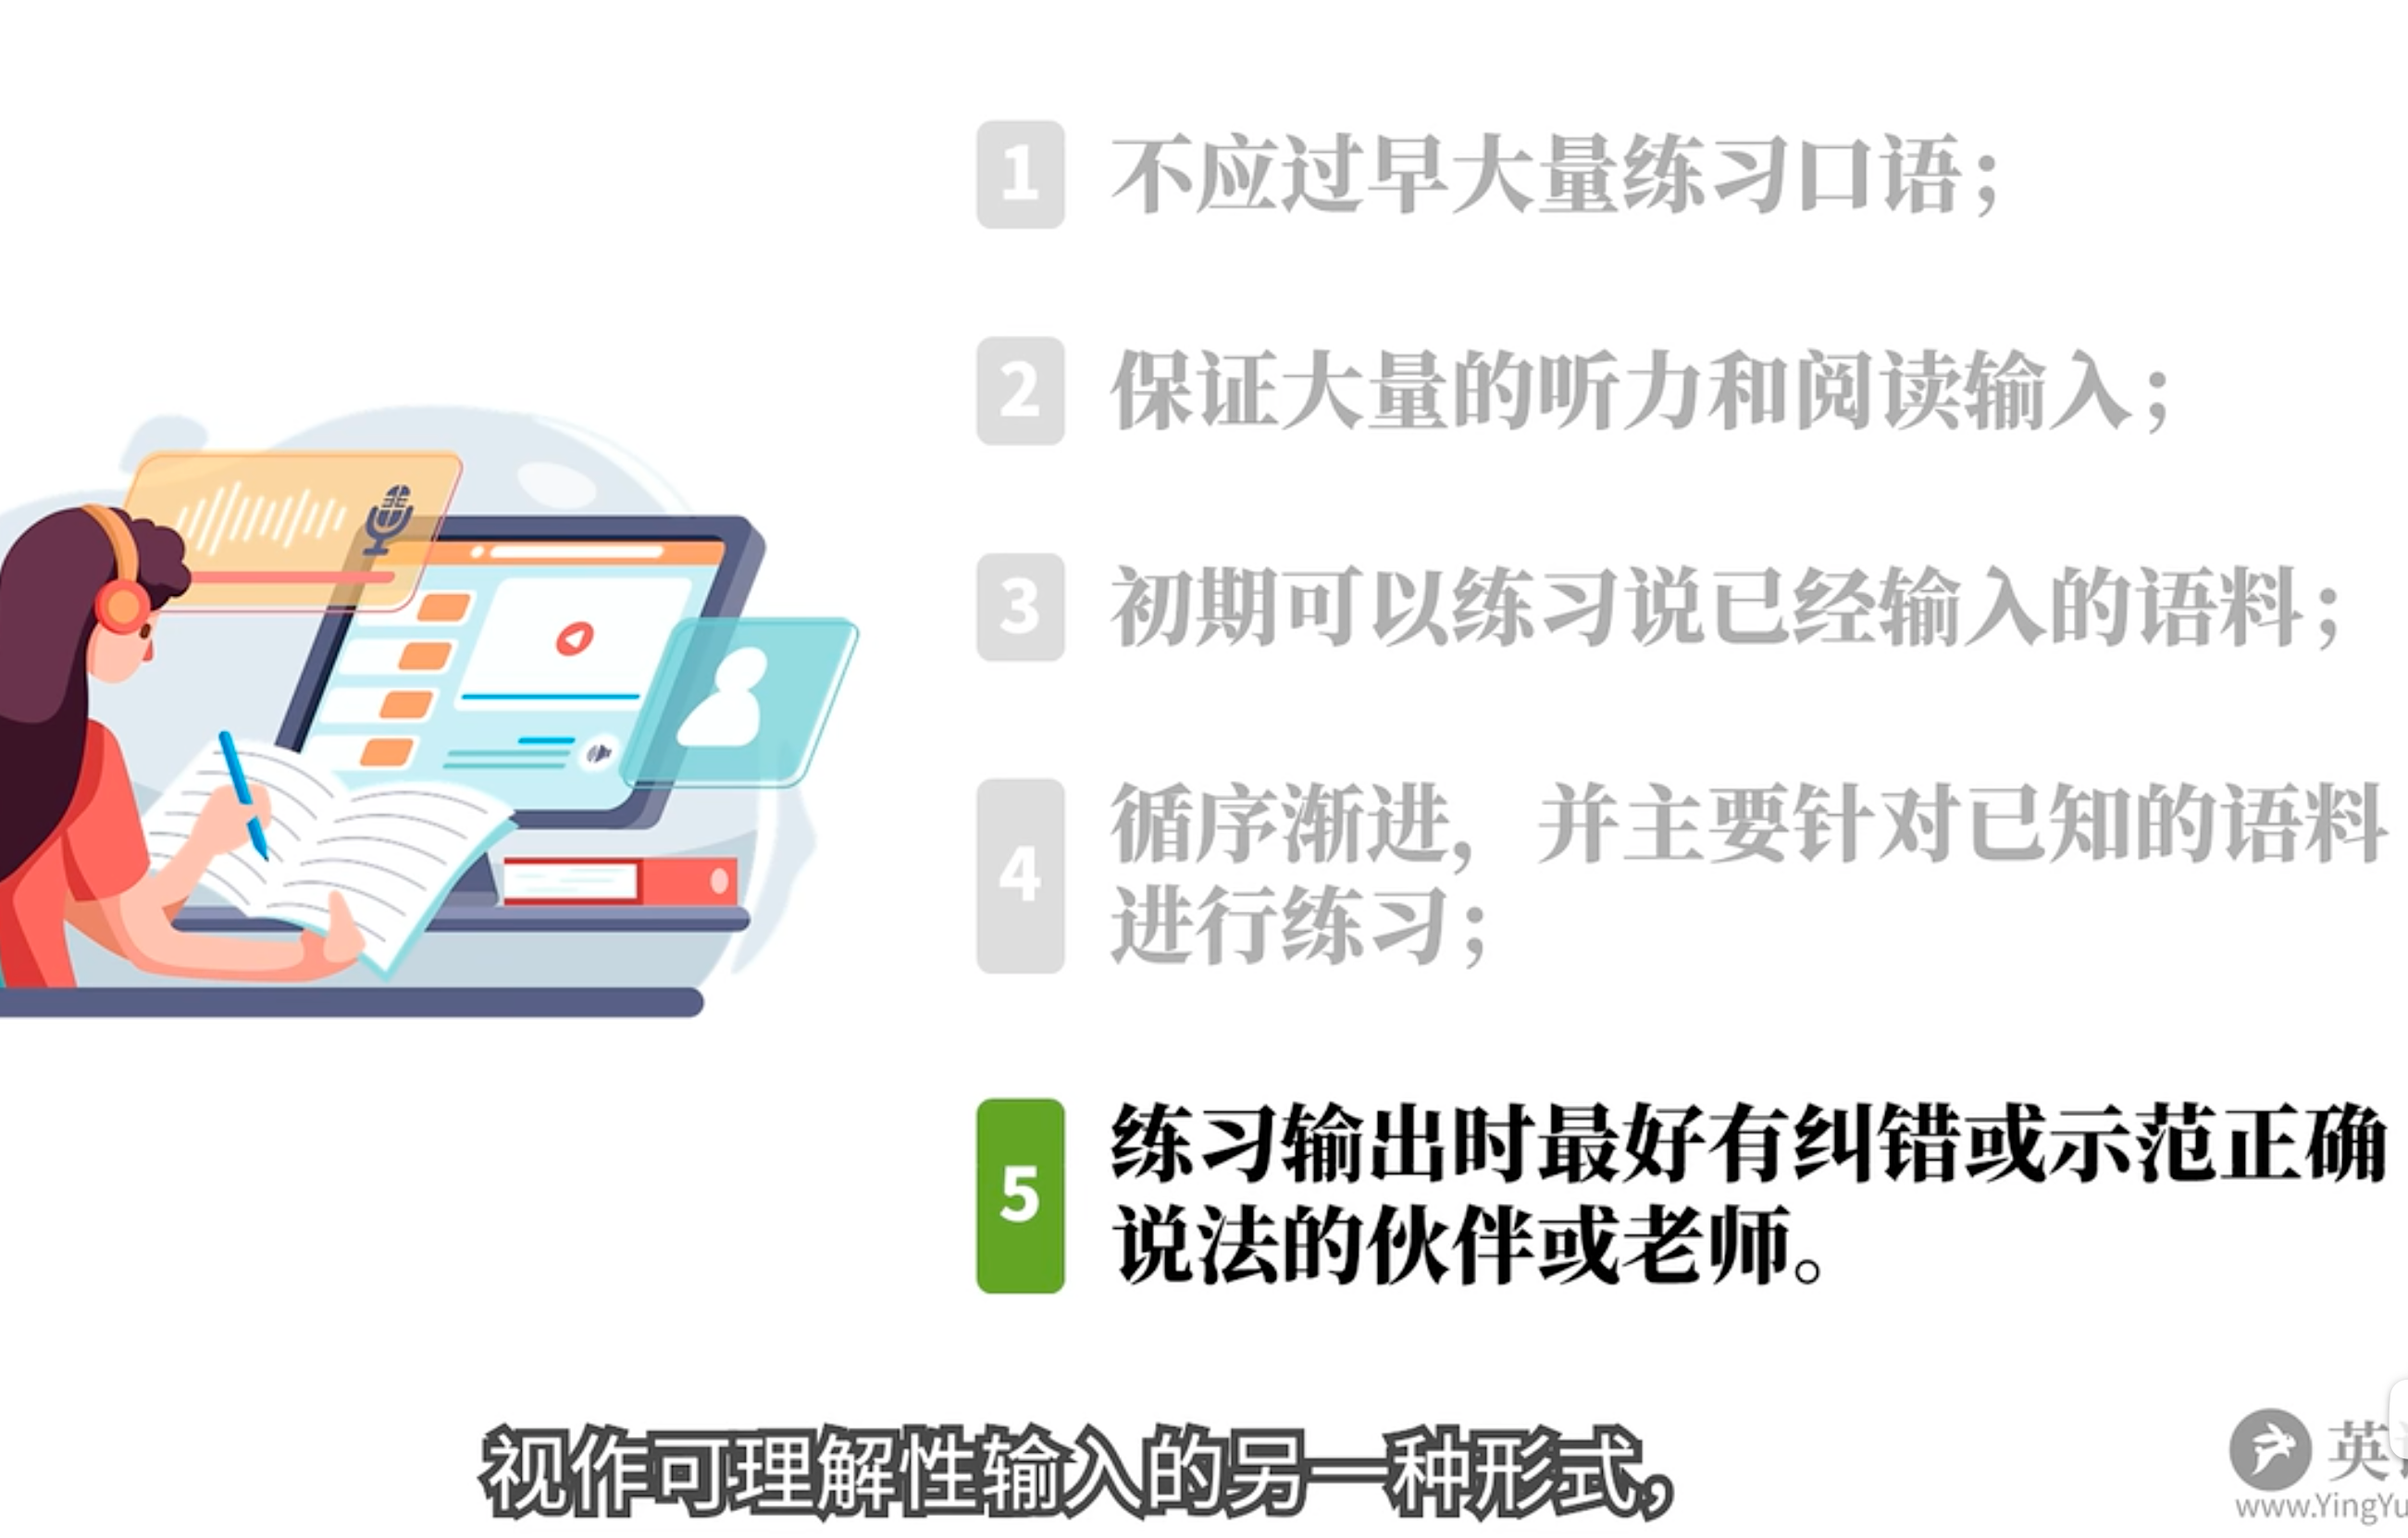 1 不应过早大量练习口语；
2 保证大量的听力和阅读输入；
3 初期可以练习说已经输入的语料；
4 循序渐进，并主要针对已知的语料
进行练习；
5 练习输出时最好有纠错或示范正确
说法的伙伴或老师。
视作可理解性输入的另一种形式，
英
www.YingYu